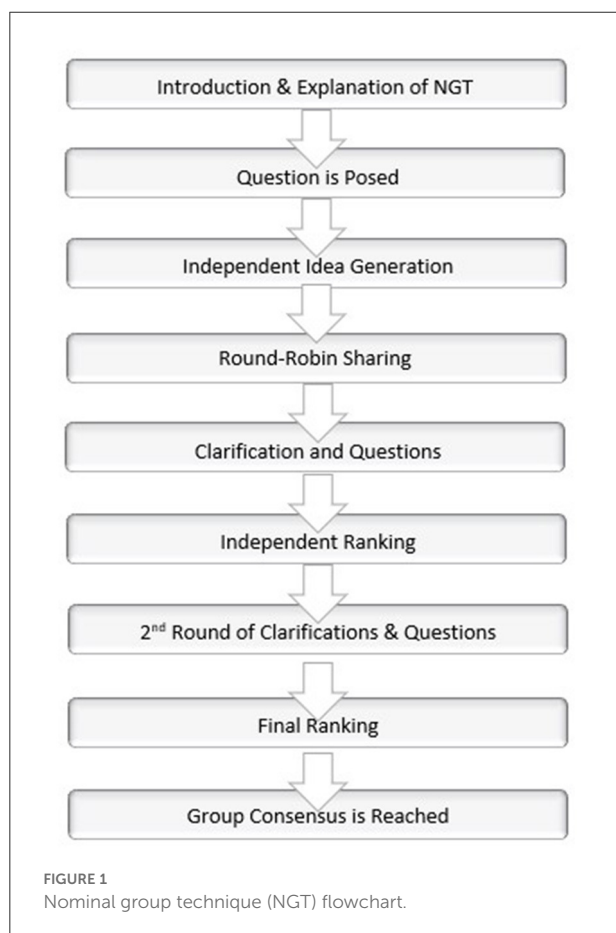 Introduction & Explanation of NGT
Question is Posed
Independent Idea Generation
Round-Robin Sharing
Clarification and Questions
Independent Ranking
2nd Round of Clarifications & Questions
Final Ranking
Group Consensus is Reached
FIGURE 1
Nominal group technique (NGT) flowchart.